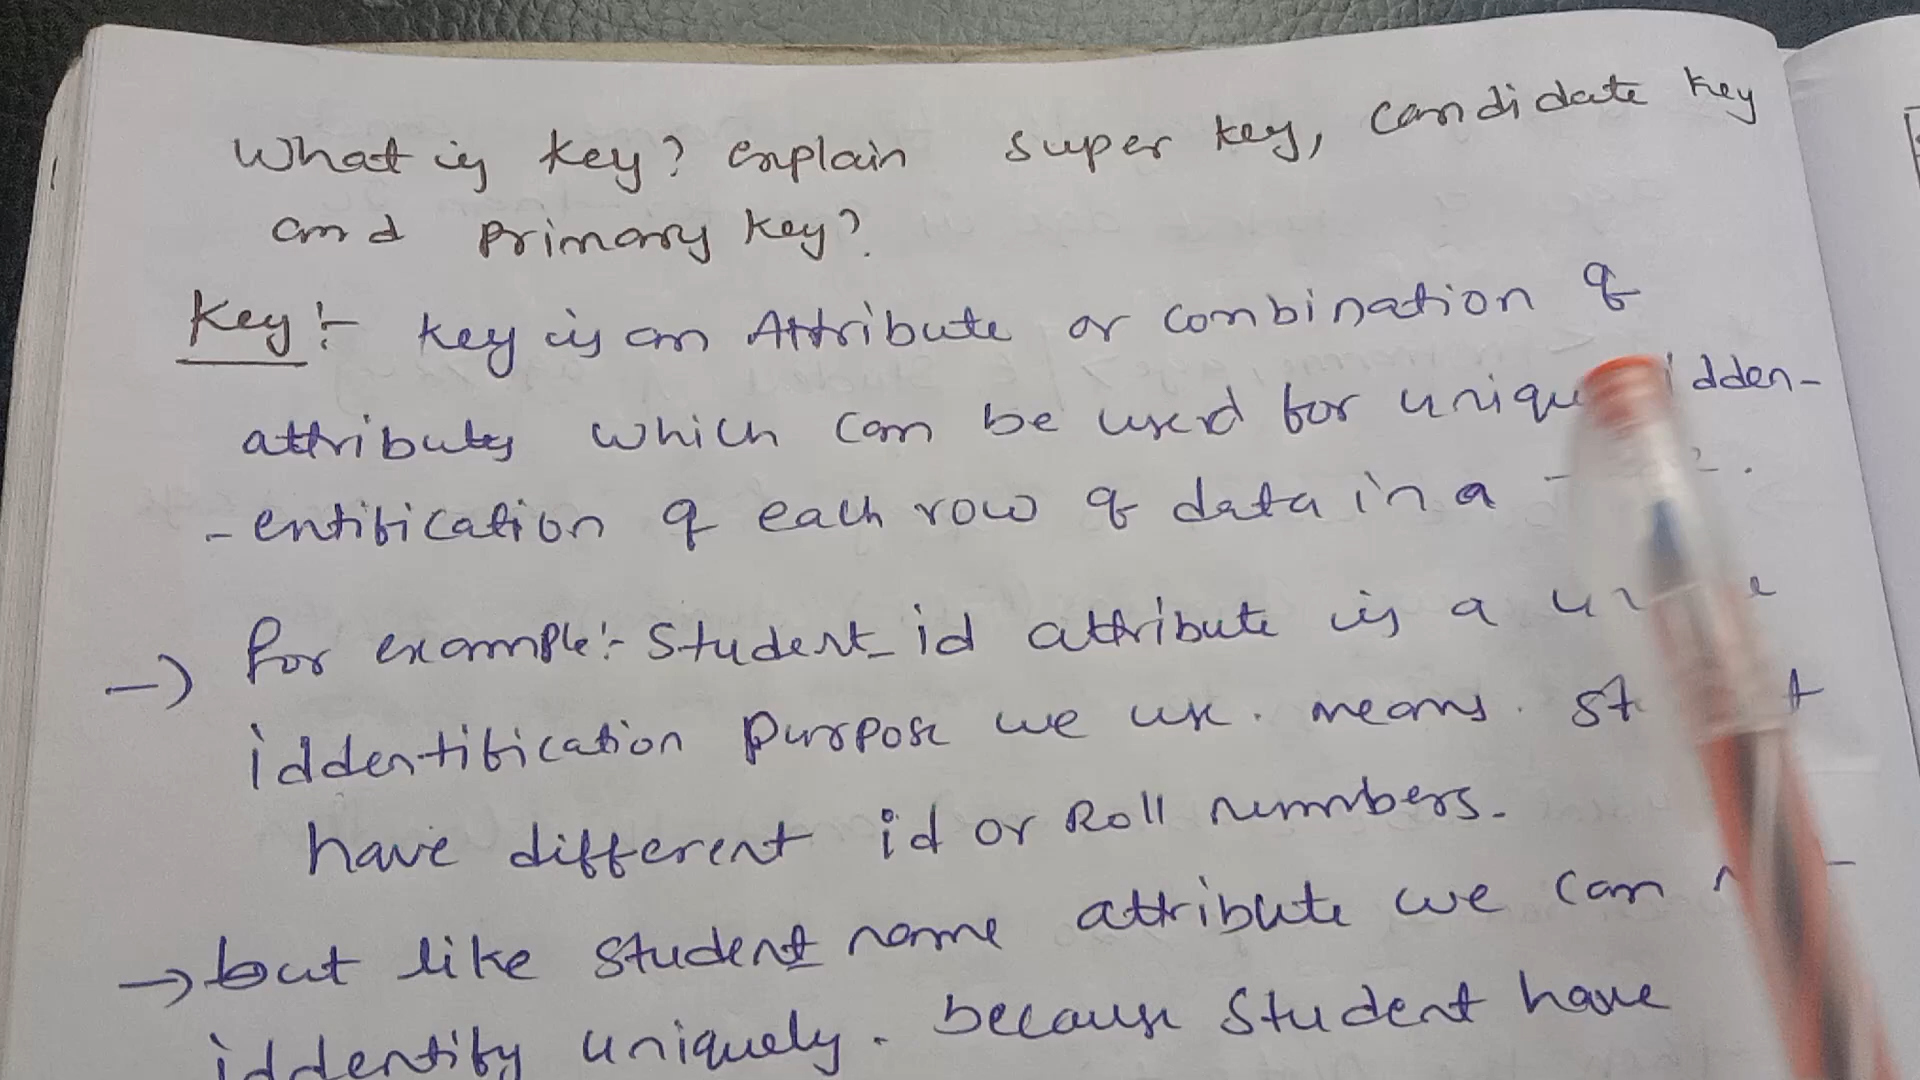 What is key? explain super key, candidate key
and primary key?
Key:- key is an Attribute or combination of
attributes which can be used for unique idden-
-entification of each row of data in a
-> for example:- Student_id attribute is a
iddentification purpose we use. means.
have different id or Roll numbers.
-> but like student name attribute we can
iddentify uniquely. because student have